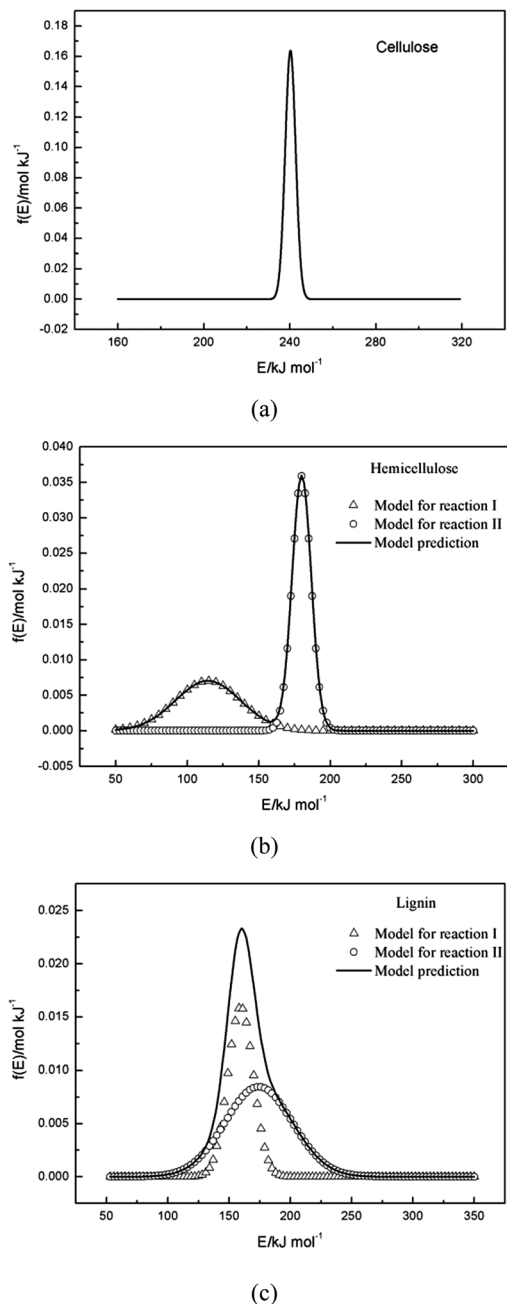 Cellulose
0.16
0.14
0.12
0.10
0.08
0.06
0.04
0.02
0.00
-0.02
f(E)/mol kJ⁻¹
160 200 240 280 320
E/kJ mol⁻¹
(a)
Hemicellulose
Model for reaction I
Model for reaction II
Model prediction
0.040
0.035
0.030
0.025
0.020
0.015
0.010
0.005
0.000
-0.005
f(E)/mol kJ⁻¹
50 100 150 200 250 300
E/kJ mol⁻¹
(b)
Lignin
Model for reaction I
Model for reaction II
Model prediction
0.025
0.020
0.015
0.010
0.005
0.000
f(E)/mol kJ⁻¹
50 100 150 200 250 300 350
E/kJ mol⁻¹
(c)